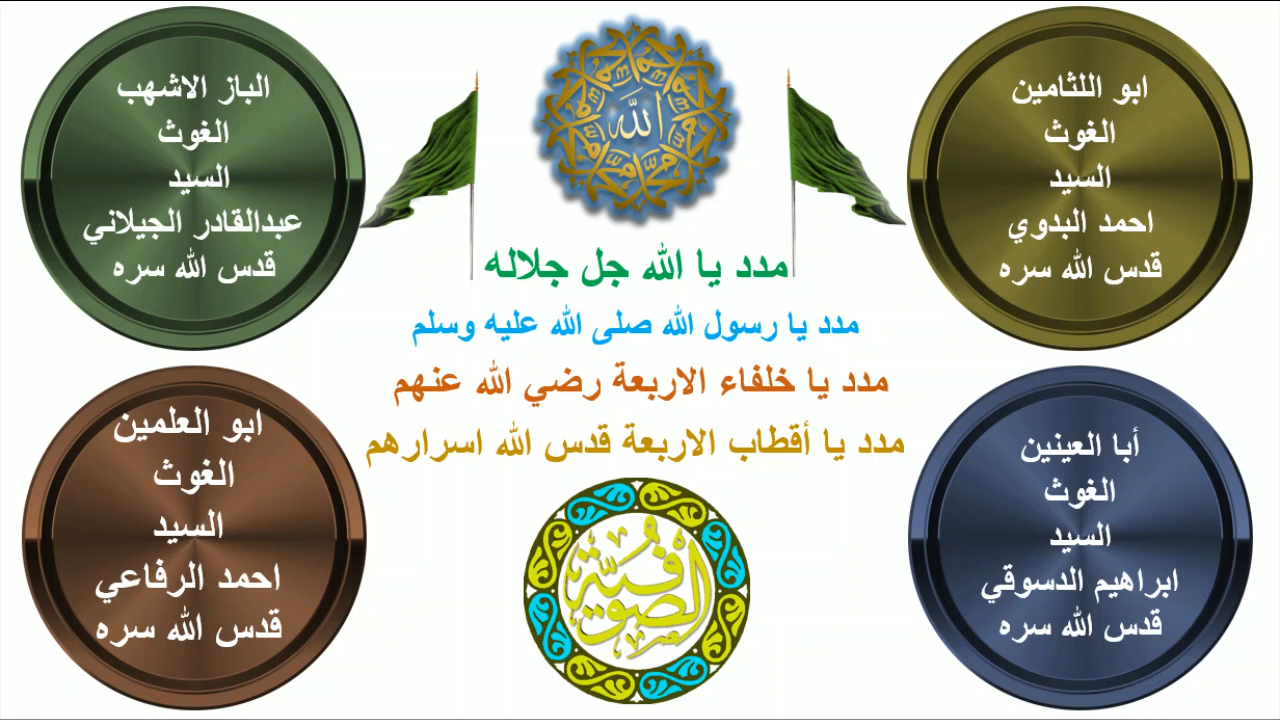 ابو اللثامين
الغوث
السيد
احمد البدوي
قدس الله سره
الله
الباز الاشهب
الغوث
السيد
عبدالقادر الجيلاني
قدس الله سره
مدد يا الله جل جلاله
مدد يا رسول الله صلى الله عليه وسلم
مدد يا خلفاء الاربعة رضي الله عنهم
مدد يا أقطاب الاربعة قدس الله اسرارهم
أبا العينين
الغوث
السيد
ابراهيم الدسوقي
قدس الله سره
الصوفية
ابو العلمين
الغوث
السيد
احمد الرفاعي
قدس الله سره